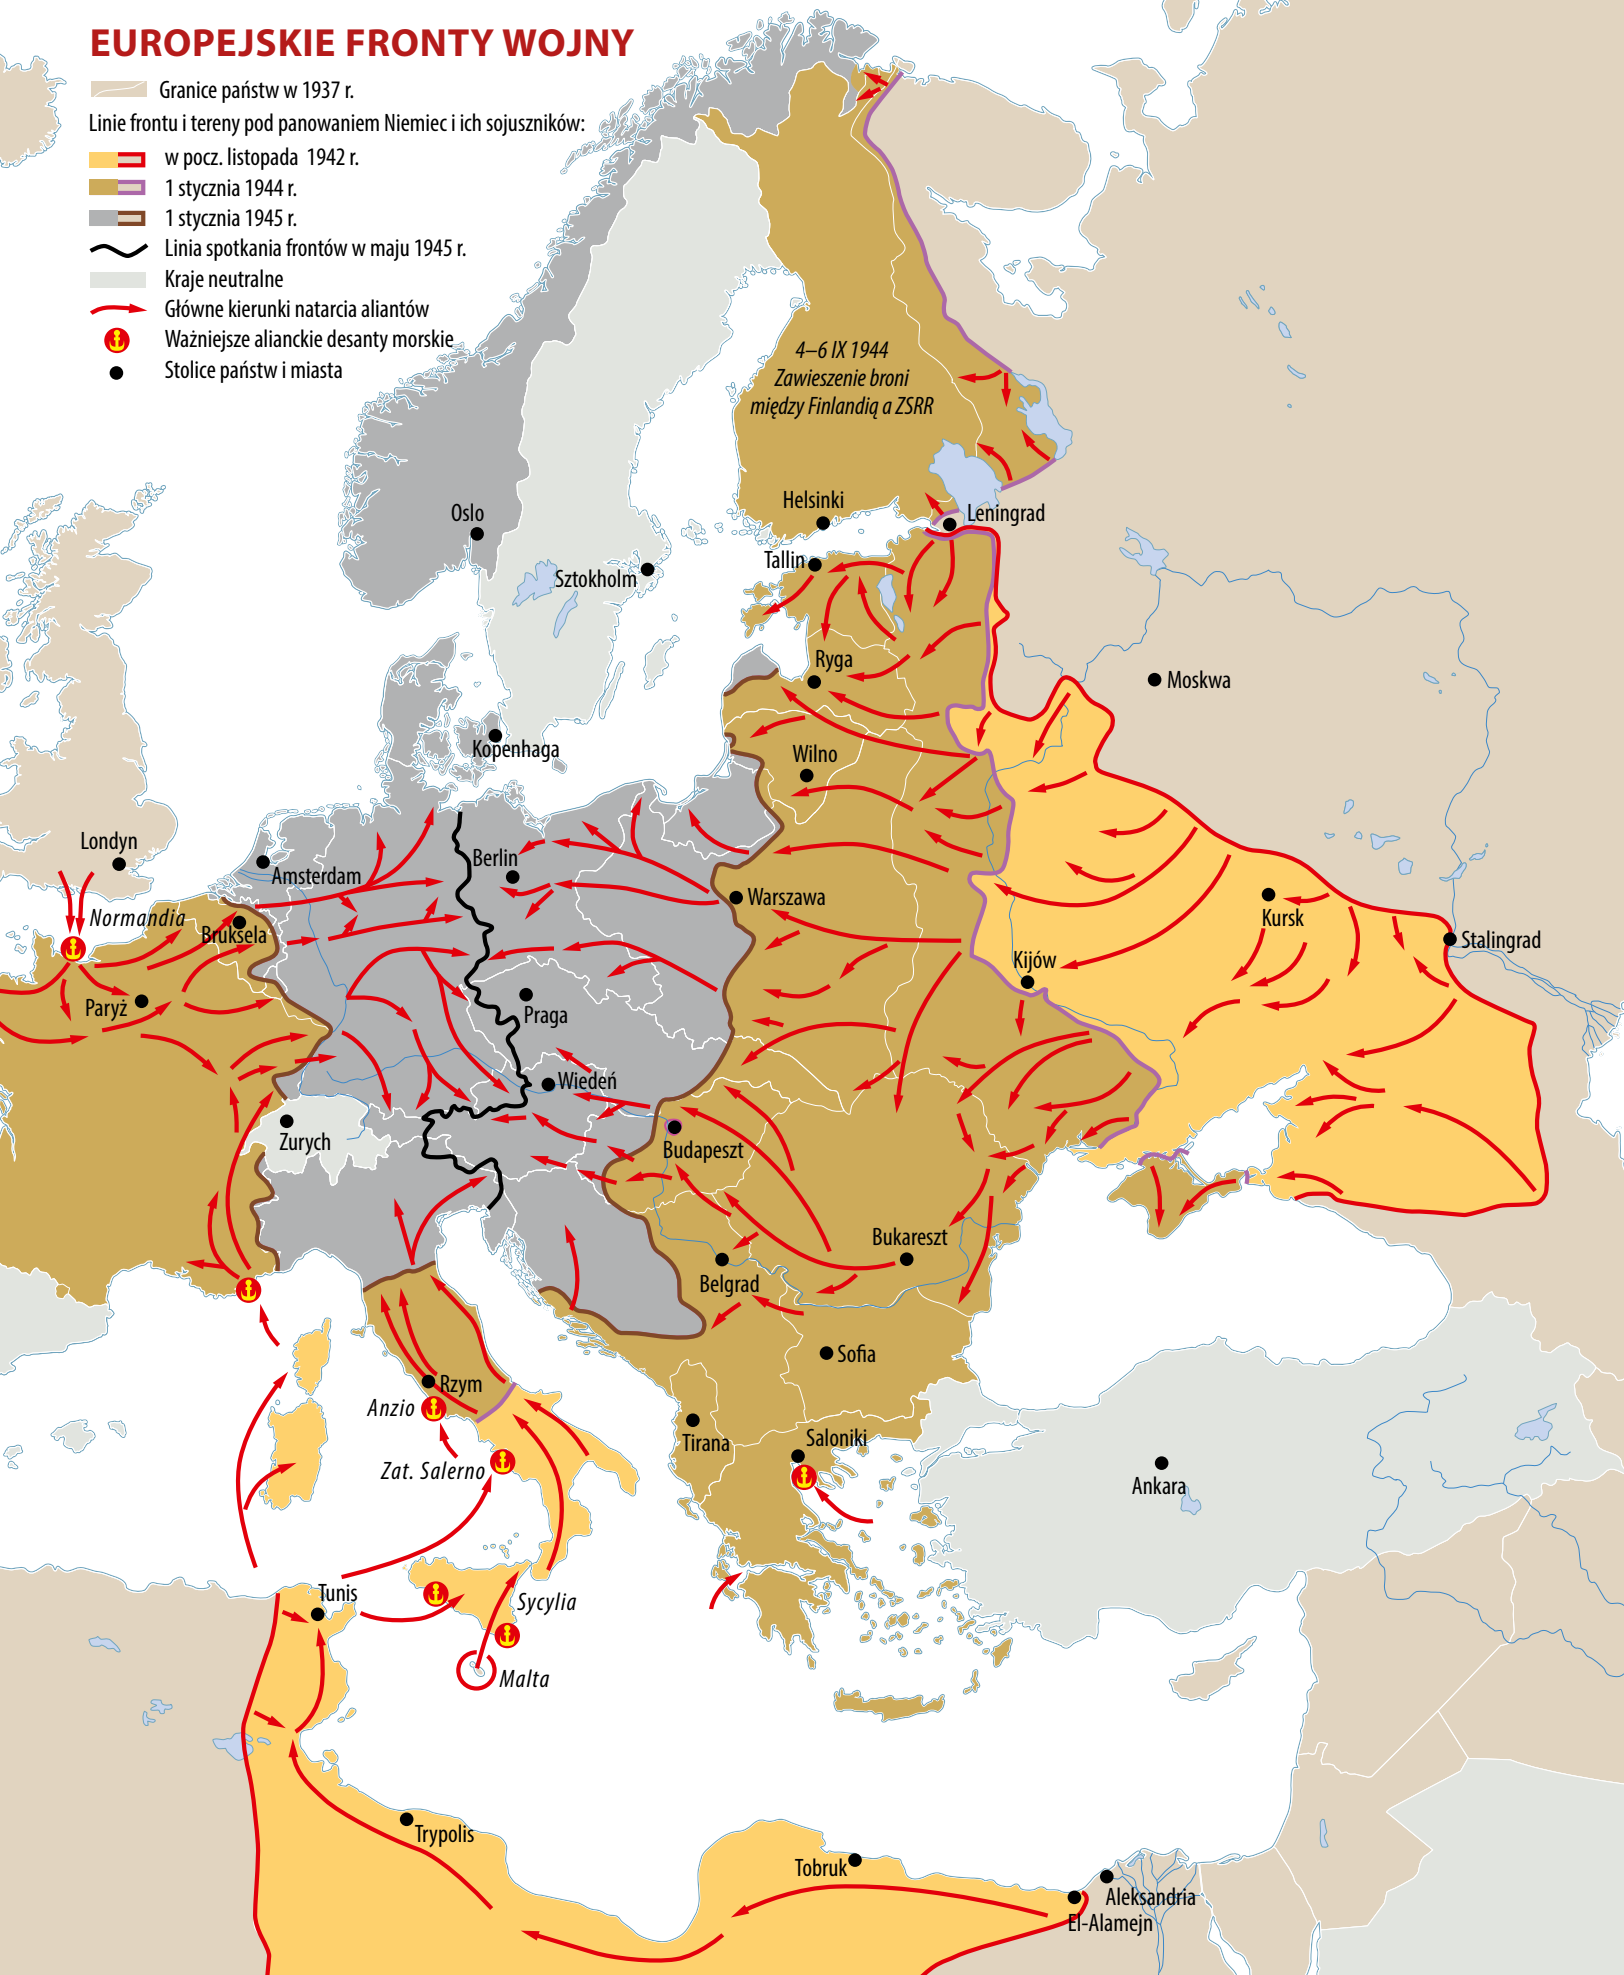 EUROPEJSKIE FRONTY WOJNY
Granice państw w 1937 r.
Linie frontu i tereny pod panowaniem Niemiec i ich sojuszników:
w pocz. listopada 1942 r.
1 stycznia 1944 r.
1 stycznia 1945 r.
Linia spotkania frontów w maju 1945 r.
Kraje neutralne
Główne kierunki natarcia aliantów
Ważniejsze alianckie desanty morskie
Stolice państw i miasta
4–6 IX 1944
Zawieszenie broni
między Finlandią a ZSRR
Helsinki
Oslo
Leningrad
Tallin
Sztokholm
Ryga
Moskwa
Kopenhaga
Wilno
Londyn
Berlin
Amsterdam
Warszawa
Normandia
Kursk
Bruksela
Stalingrad
Kijów
Paryż
Praga
Wiedeń
Zurych
Budapeszt
Bukareszt
Belgrad
Sofia
Rzym
Anzio
Tirana
Saloniki
Zat. Salerno
Ankara
Tunis
Sycylia
Malta
Trypolis
Tobruk
Aleksandria
El-Alamejn